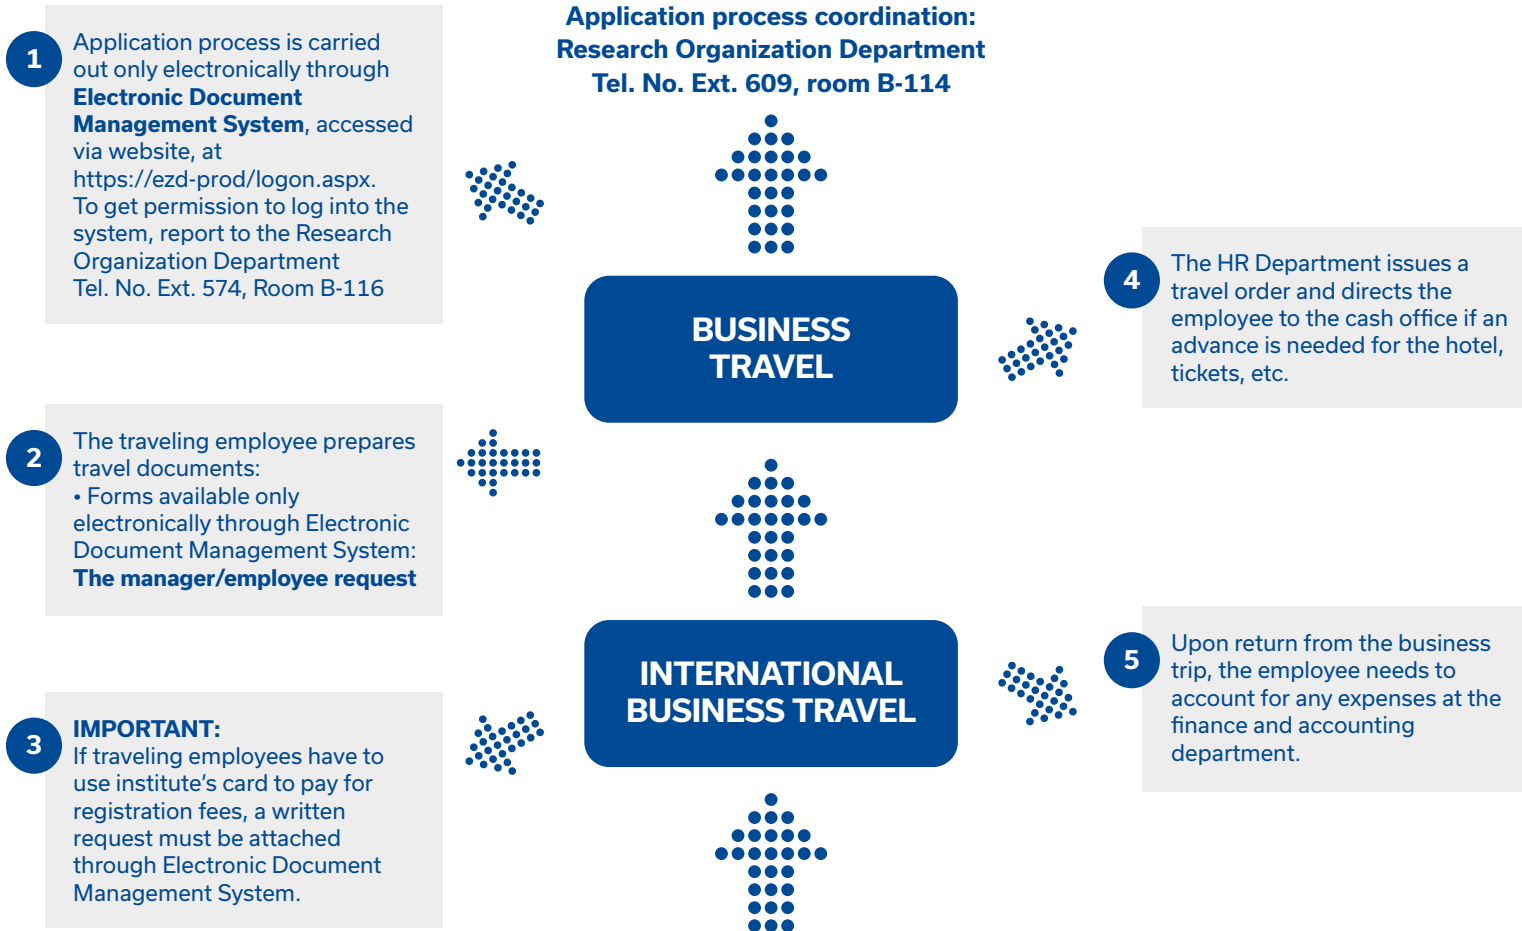 Application process coordination:
Research Organization Department
Tel. No. Ext. 609, room B-114
1
Application process is carried
out only electronically through
Electronic Document
Management System, accessed
via website, at
https://ezd-prod/logon.aspx.
To get permission to log into the
system, report to the Research
Organization Department
Tel. No. Ext. 574, Room B-116
2
The traveling employee prepares
travel documents:
• Forms available only
electronically through Electronic
Document Management System:
The manager/employee request
3
IMPORTANT:
If traveling employees have to
use institute’s card to pay for
registration fees, a written
request must be attached
through Electronic Document
Management System.
BUSINESS
TRAVEL
INTERNATIONAL
BUSINESS TRAVEL
4
The HR Department issues a
travel order and directs the
employee to the cash office if an
advance is needed for the hotel,
tickets, etc.
5
Upon return from the business
trip, the employee needs to
account for any expenses at the
finance and accounting
department.